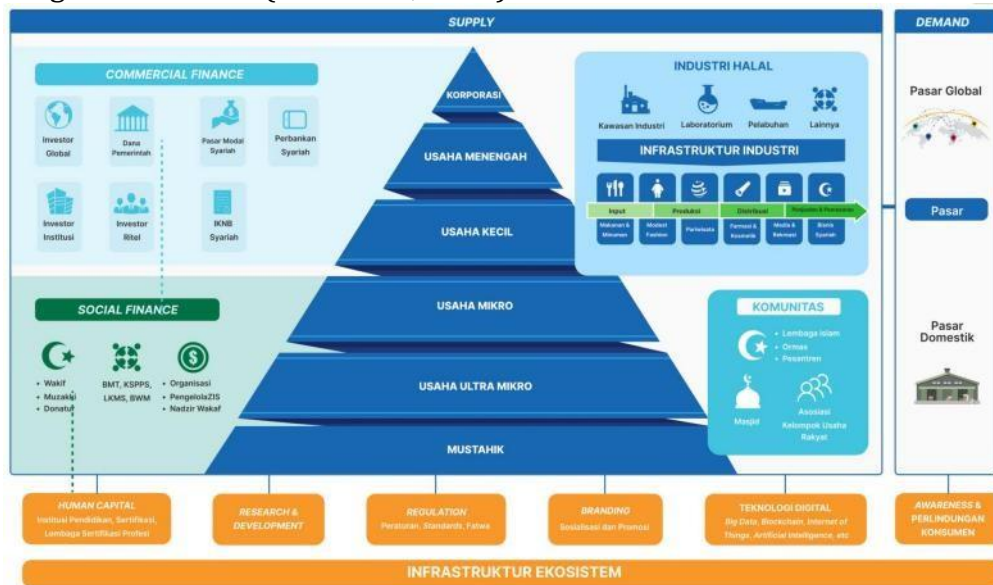 SUPPLY
DEMAND
COMMERCIAL FINANCE
Investor
Global
Dana
Pemerintah
Pasar Modal
Syariah
Perbankan
Syariah
Investor
Institusi
Investor
Ritel
IKNB
Syariah
SOCIAL FINANCE
• Wakif
• Muzakki
• Donatur
BMT, KSPPS,
LKMS, BWM
• Organisasi
• PengelolaZIS
• Nadzir Wakaf
KORPORASI
USAHA MENENGAH
USAHA KECIL
USAHA MIKRO
USAHA ULTRA MIKRO
MUSTAHIK
INDUSTRI HALAL
Kawasan Industri
Laboratorium
Pelabuhan
Lainnya
INFRASTRUKTUR INDUSTRI
Input
Produksi
Distribusi
Makanan &
Minuman
Modest
Fashion
Pariwisata
Farmasi &
Kosmetik
Media &
Rekreasi
Bisnis
Syariah
KOMUNITAS
• Lembaga Islam
• Ormas
• Pesantren
Masjid
Asosiasi
Kelompok Usaha
Rakyat
Pasar Global
Pasar
Pasar
Domestik
HUMAN CAPITAL
Institusi Pendidikan, Sertifikasi,
Lembaga Sertifikasi Profesi
RESEARCH &
DEVELOPMENT
REGULATION
Peraturan, Standards, Fatwa
BRANDING
Sosialisasi dan Promosi
TEKNOLOGI DIGITAL
Big Data, Blockchain, Internet of
Things, Artificial Intelligence, etc
AWARENESS &
PERLINDUNGAN
KONSUMEN
INFRASTRUKTUR EKOSISTEM